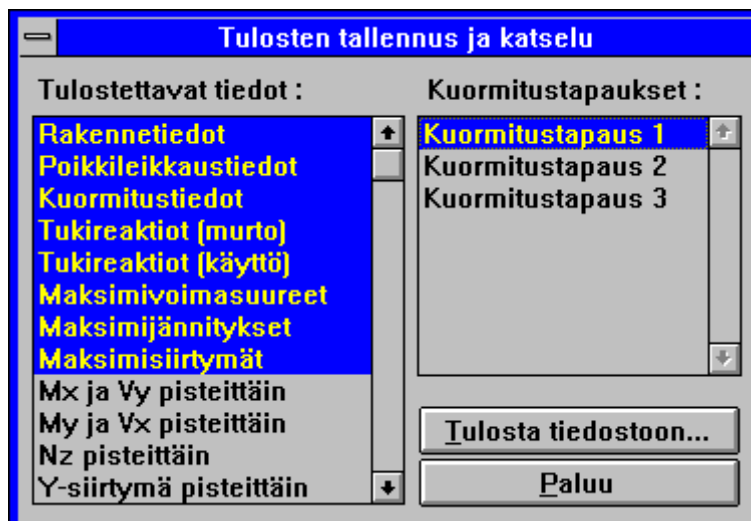 Tulosten tallennus ja katselu
Tulostettavat tiedot :
Rakennetiedot
Poikkileikkaustiedot
Kuormitustiedot
Tukireaktiot (murto)
Tukireaktiot (käyttö)
Maksimivoimasuureet
Maksimijännitykset
Maksimisiirtymät
Mx ja Vy pisteittäin
My ja Vx pisteittäin
Nz pisteittäin
Y-siirtymä pisteittäin
Kuormitustapaukset :
Kuormitustapaus 1
Kuormitustapaus 2
Kuormitustapaus 3
Tulosta tiedostoon...
Paluu